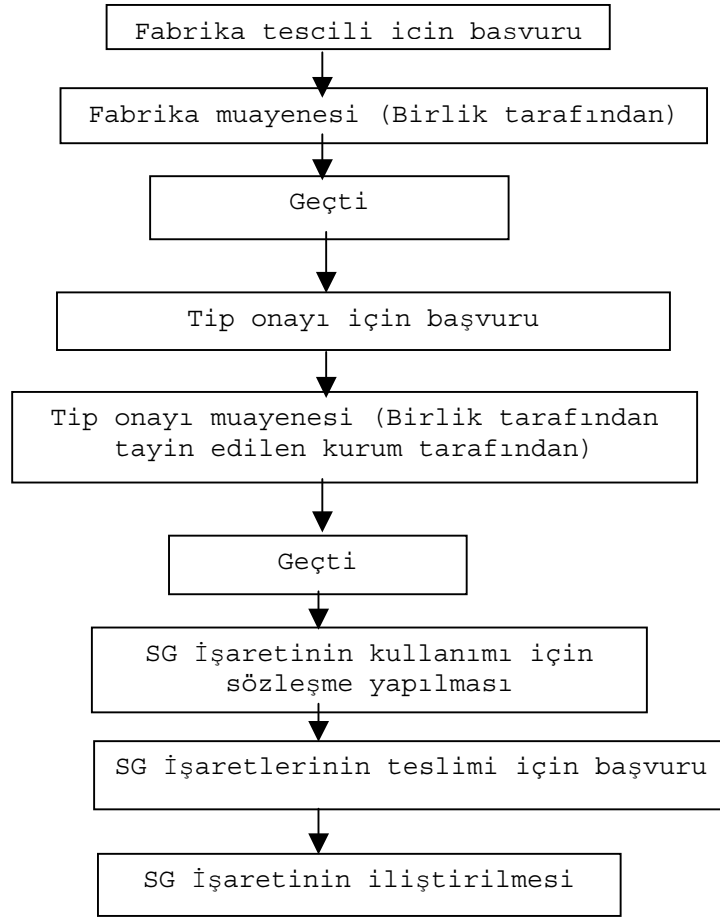 Fabrika tescili icin basvuru
Fabrika muayenesi (Birlik tarafından)
Geçti
Tip onayı için başvuru
Tip onayı muayenesi (Birlik tarafından
tayin edilen kurum tarafından)
Geçti
SG İşaretinin kullanımı için
sözleşme yapılması
SG İşaretlerinin teslimi için başvuru
SG İşaretinin iliştirilmesi